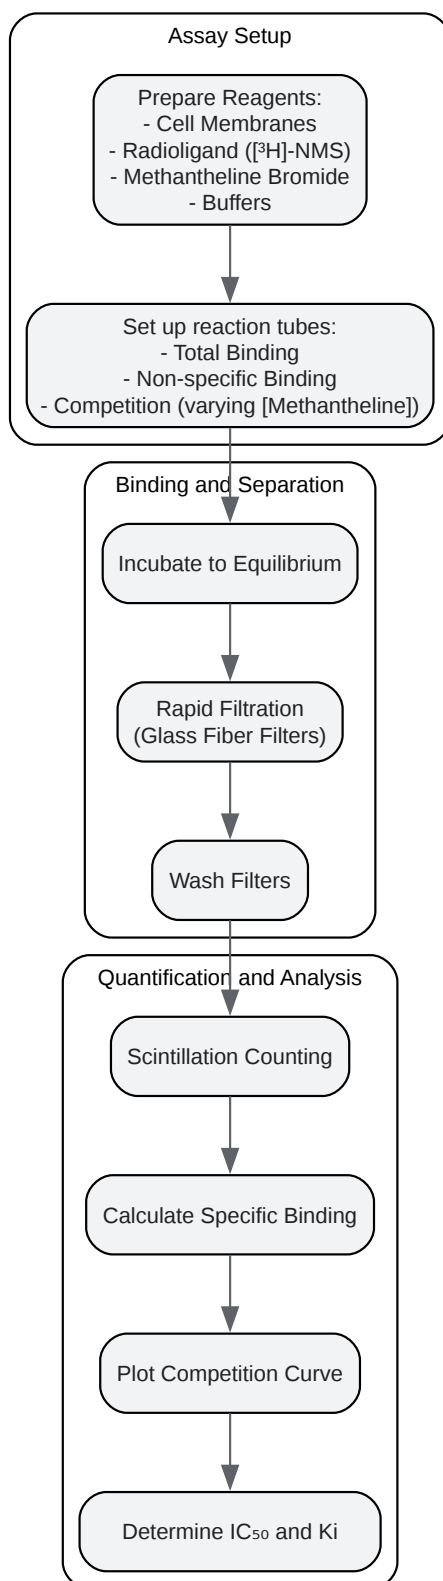 Assay Setup
Prepare Reagents:
- Cell Membranes
- Radioligand ([³H]-NMS)
- Methantheline Bromide
- Buffers
Set up reaction tubes:
- Total Binding
- Non-specific Binding
- Competition (varying [Methantheline])
Binding and Separation
Incubate to Equilibrium
Rapid Filtration
(Glass Fiber Filters)
Wash Filters
Quantification and Analysis
Scintillation Counting
Calculate Specific Binding
Plot Competition Curve
Determine IC₅₀ and Ki